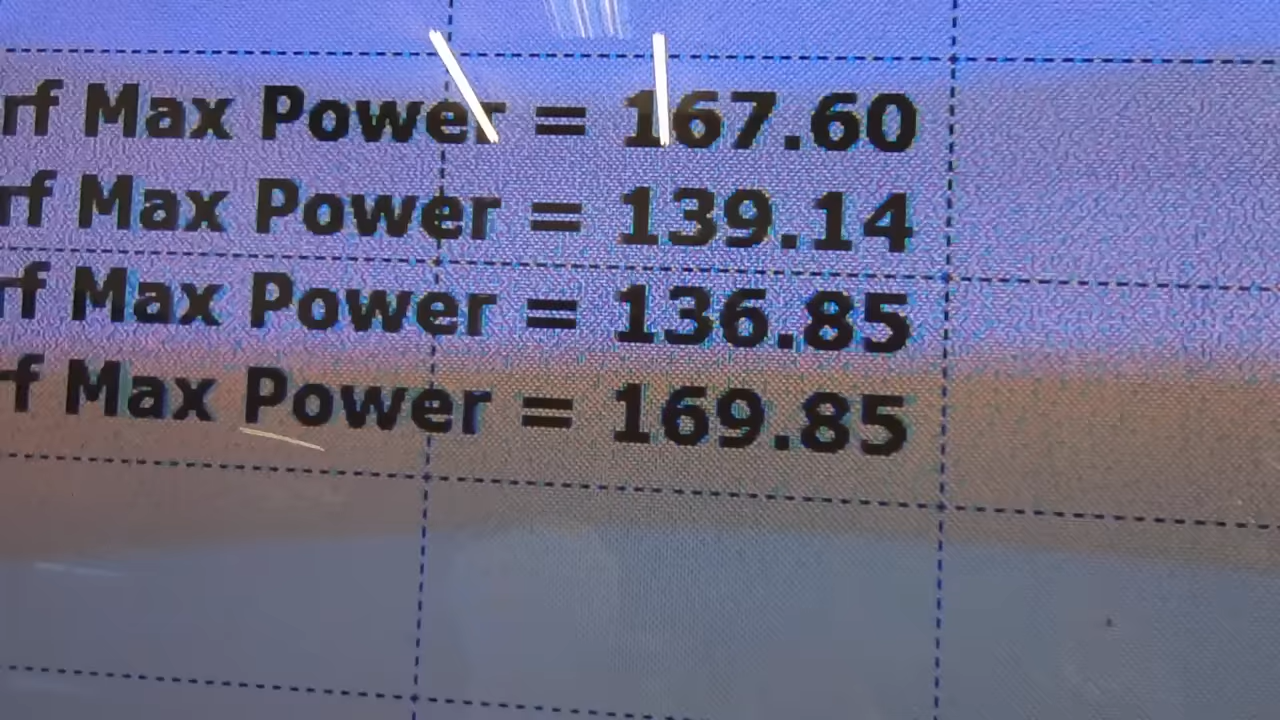 rf Max Power = 167.60
rf Max Power = 139.14
rf Max Power = 136.85
rf Max Power = 169.85